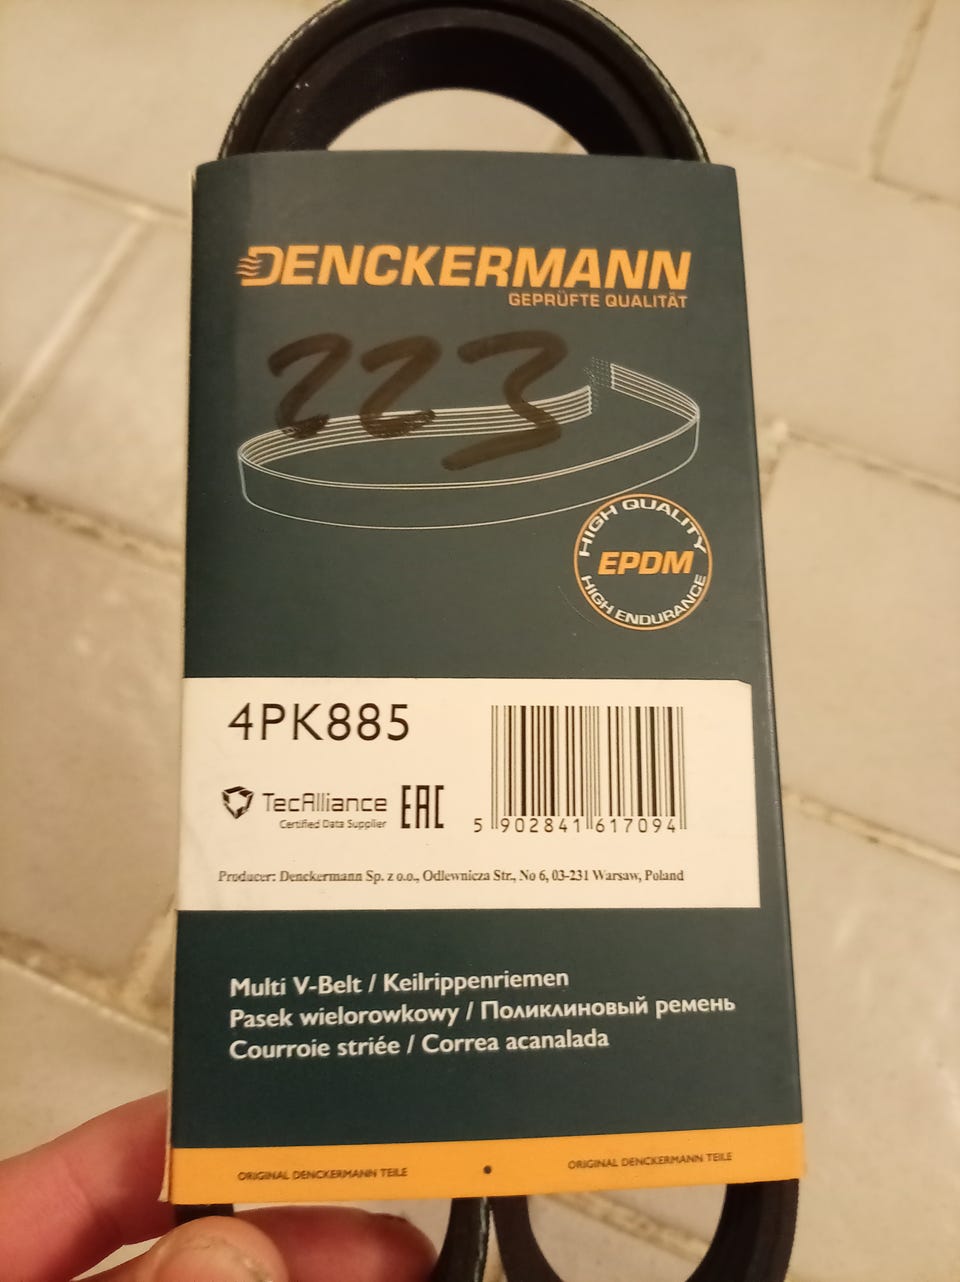 DENCKERMANN
GEPRÜFTE QUALITÄT
223
HIGH QUALITY
EPDM
HIGH ENDURANCE
4PK885
TecAlliance
Certified Data Supplier
EAC
5 902841 617094
Producer: Denckermann Sp. z o.o., Odlewnicza Str., No 6, 03-231 Warsaw, Poland
Multi V-Belt / Keilrippenriemen
Pasek wielorowkowy / Поликлиновый ремень
Courroie striée / Correa acanalada
ORIGINAL DENCKERMANN TEILE • ORIGINAL DENCKERMANN TEILE